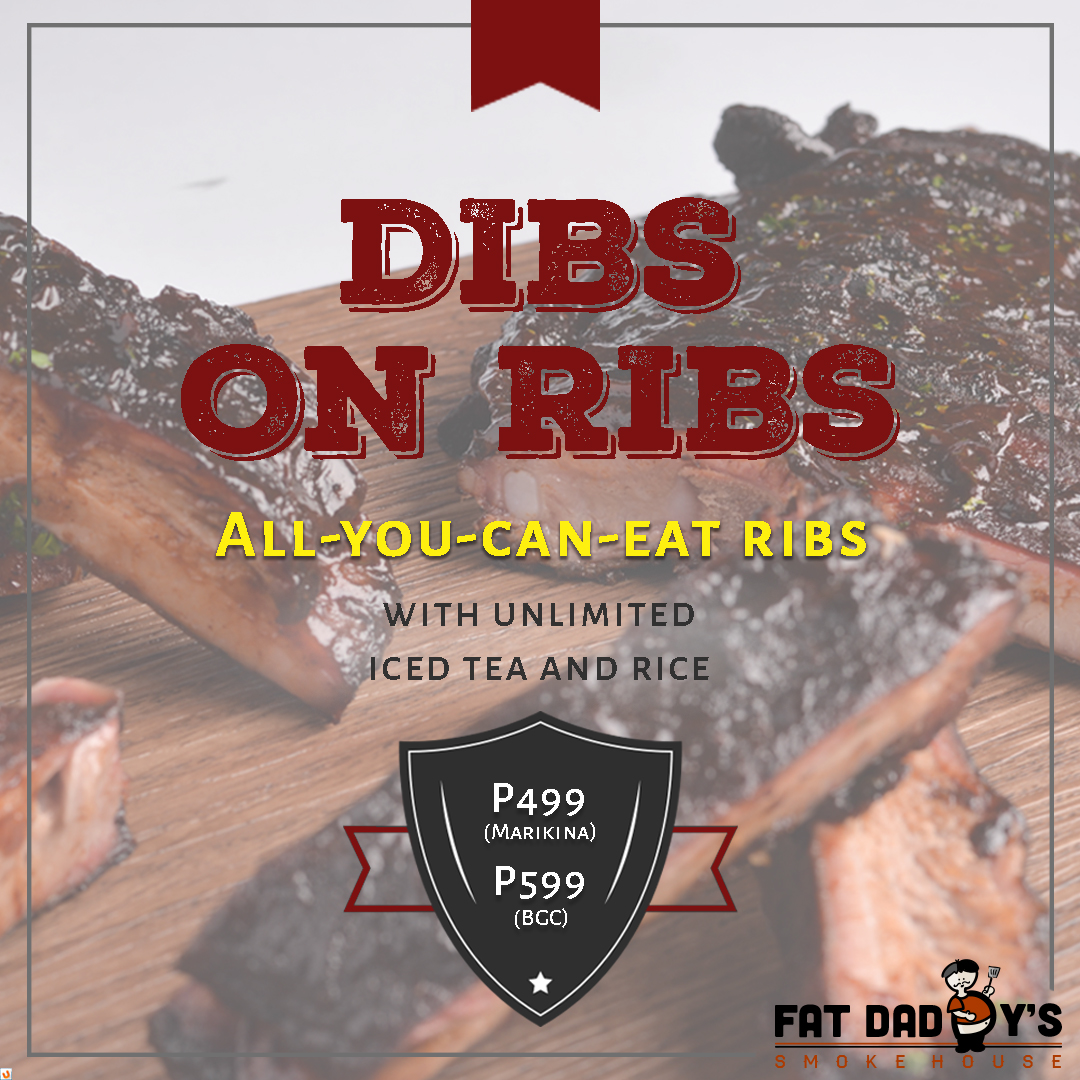 DIBS
ON RIBS
ALL-YOU-CAN-EAT RIBS
WITH UNLIMITED
ICED TEA AND RICE
P499
(MARIKINA)
P599
(BGC)
FAT DADDY'S
SMOKEHOUSE